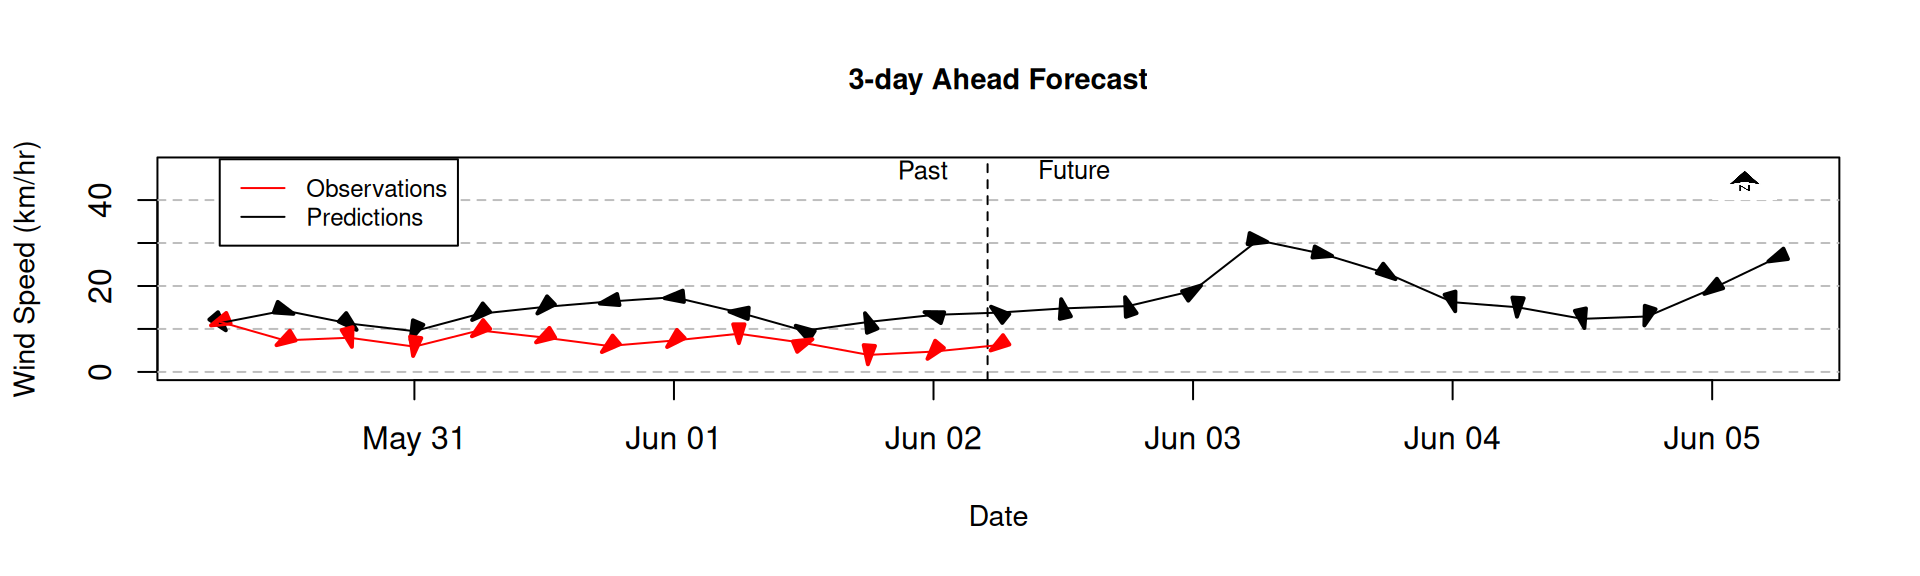 3-day Ahead Forecast
Wind Speed (km/hr)
40
20
0
Observations
Predictions
Past
Future
N
May 31
Jun 01
Jun 02
Jun 03
Jun 04
Jun 05
Date